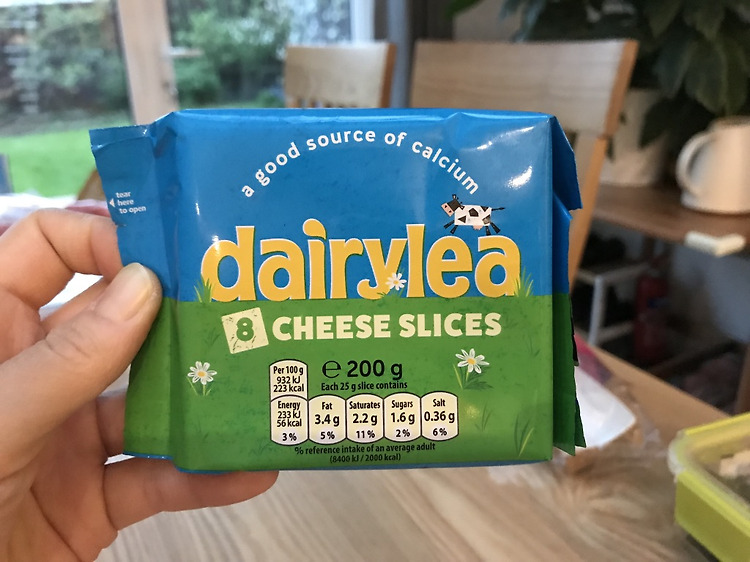 a good source of calcium
tear
here
to open
dairylea
8 CHEESE SLICES
℮ 200 g
Each 25 g slice contains
Per 100 g
932 kJ
223 kcal
Energy
233 kJ
56 kcal
3%
Fat
3.4 g
5%
Saturates
2.2 g
11%
Sugars
1.6 g
2%
Salt
0.36 g
6%
% reference intake of an average adult
(8400 kJ / 2000 kcal)